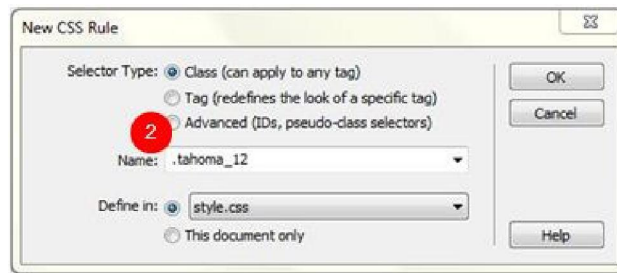 New CSS Rule
Selector Type: Class (can apply to any tag)
Tag (redefines the look of a specific tag)
Advanced (IDs, pseudo-class selectors)
2
Name: .tahoma_12
Define in: style.css
This document only
OK
Cancel
Help